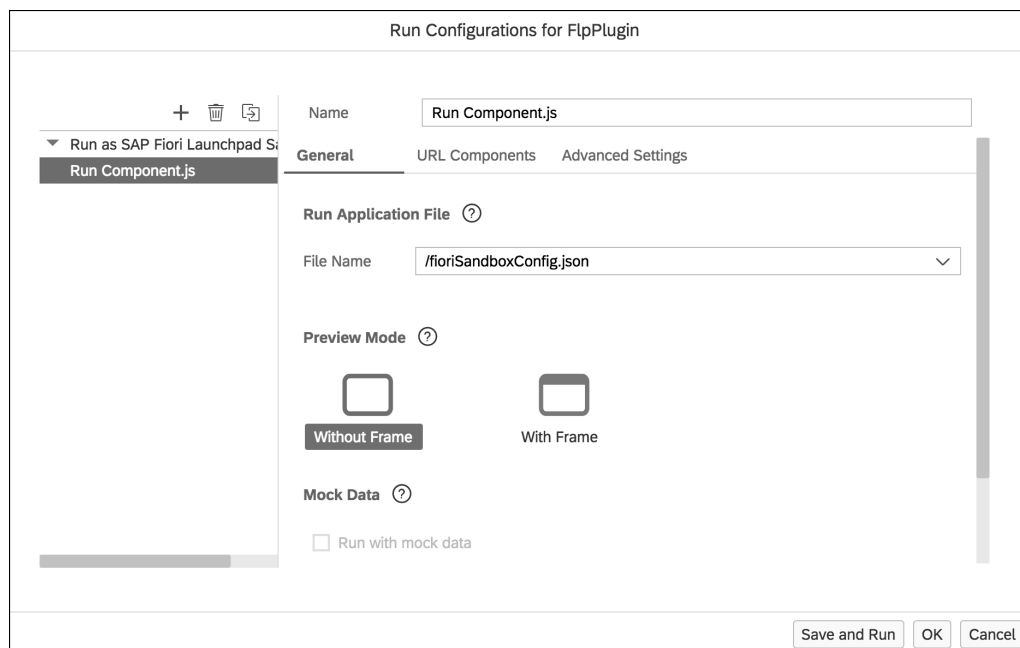 Run Configurations for FlpPlugin
Name
Run Component.js
Run as SAP Fiori Launchpad Sa
Run Component.js
General
URL Components
Advanced Settings
Run Application File ?
File Name
/fioriSandboxConfig.json
Preview Mode ?
Without Frame
With Frame
Mock Data ?
Run with mock data
Save and Run
OK
Cancel